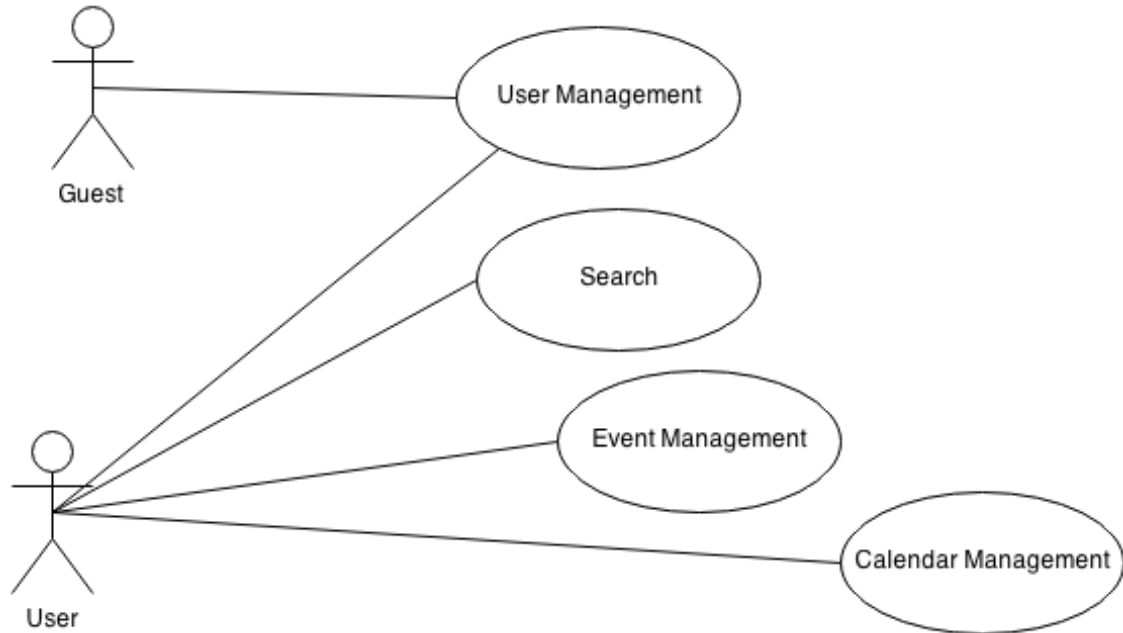 User Management
Guest
Search
Event Management
Calendar Management
User